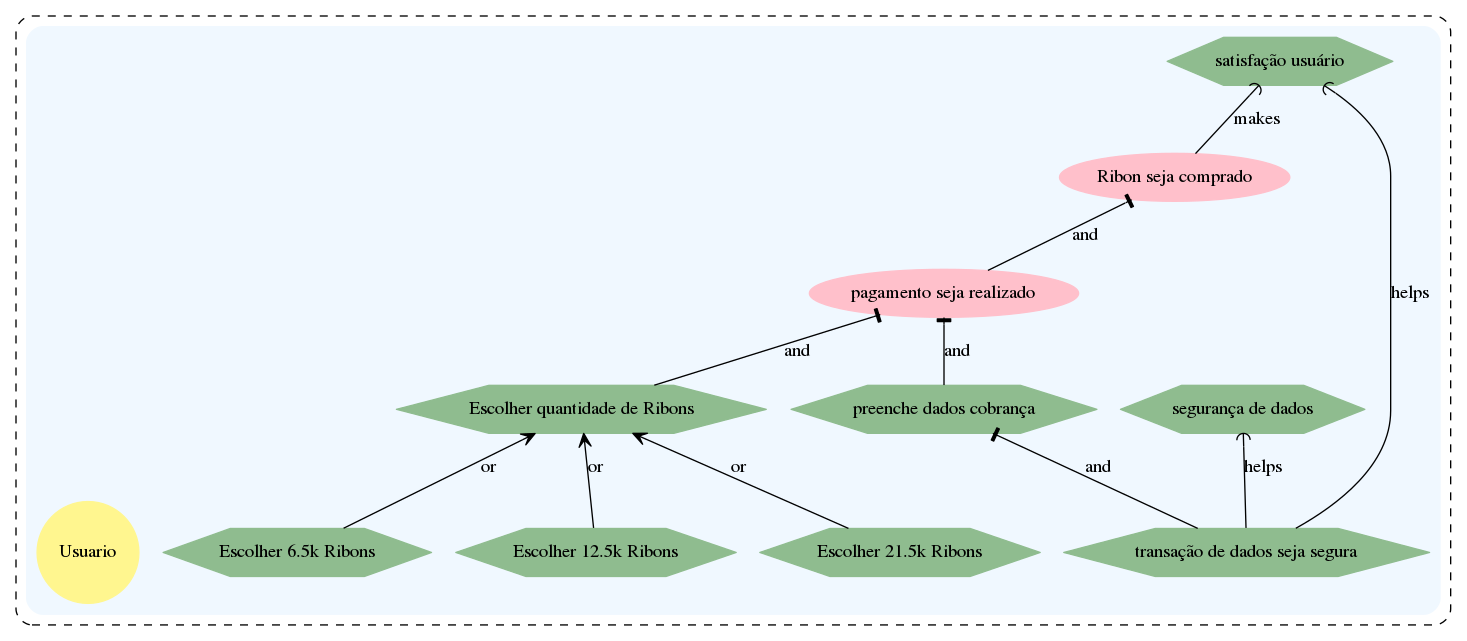 satisfação usuário
makes
Ribon seja comprado
and
pagamento seja realizado
helps
and
and
Escolher quantidade de Ribons
preenche dados cobrança
segurança de dados
or
or
or
and
helps
Usuario
Escolher 6.5k Ribons
Escolher 12.5k Ribons
Escolher 21.5k Ribons
transação de dados seja segura